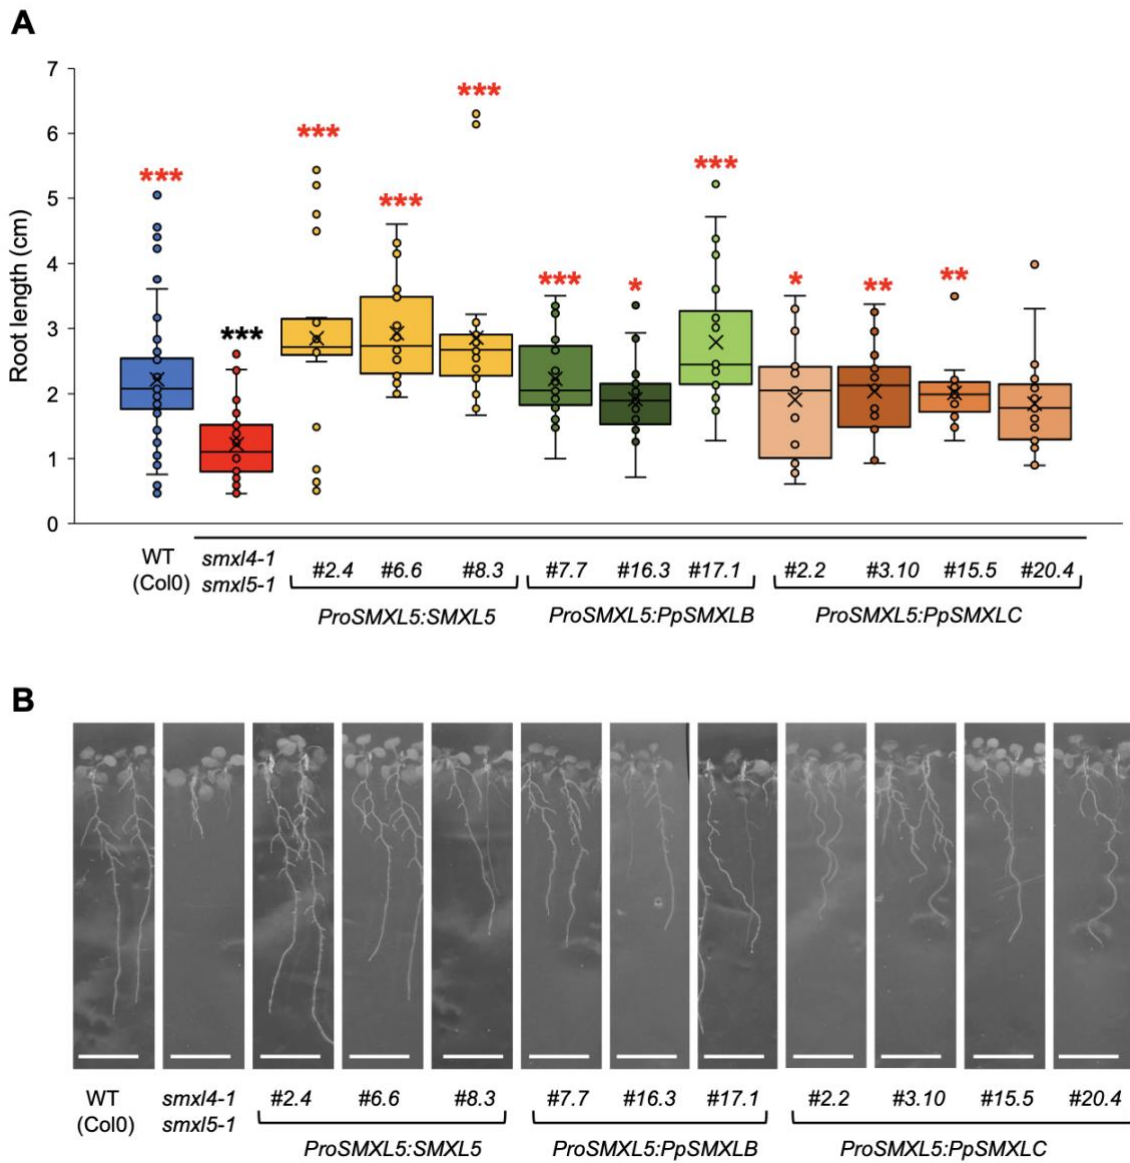 A
Root length (cm)
7
6
5
4
3
2
1
0
***
***
***
***
***
***
*
***
*
**
**
WT
(Col0)
smxl4-1
smxl5-1
#2.4 #6.6 #8.3 #7.7 #16.3 #17.1 #2.2 #3.10 #15.5 #20.4
ProSMXL5:SMXL5 ProSMXL5:PpSMXLB ProSMXL5:PpSMXLC
B
WT
(Col0)
smxl4-1
smxl5-1
#2.4 #6.6 #8.3 #7.7 #16.3 #17.1 #2.2 #3.10 #15.5 #20.4
ProSMXL5:SMXL5 ProSMXL5:PpSMXLB ProSMXL5:PpSMXLC